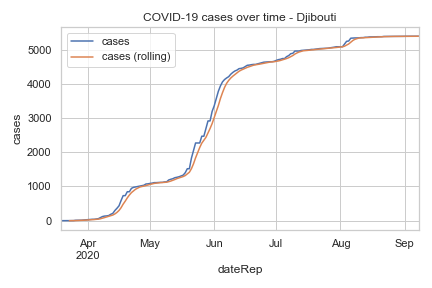 COVID-19 cases over time - Djibouti
cases
cases (rolling)
5000
4000
3000
2000
1000
0
cases
Apr
2020
May
Jun
Jul
Aug
Sep
dateRep